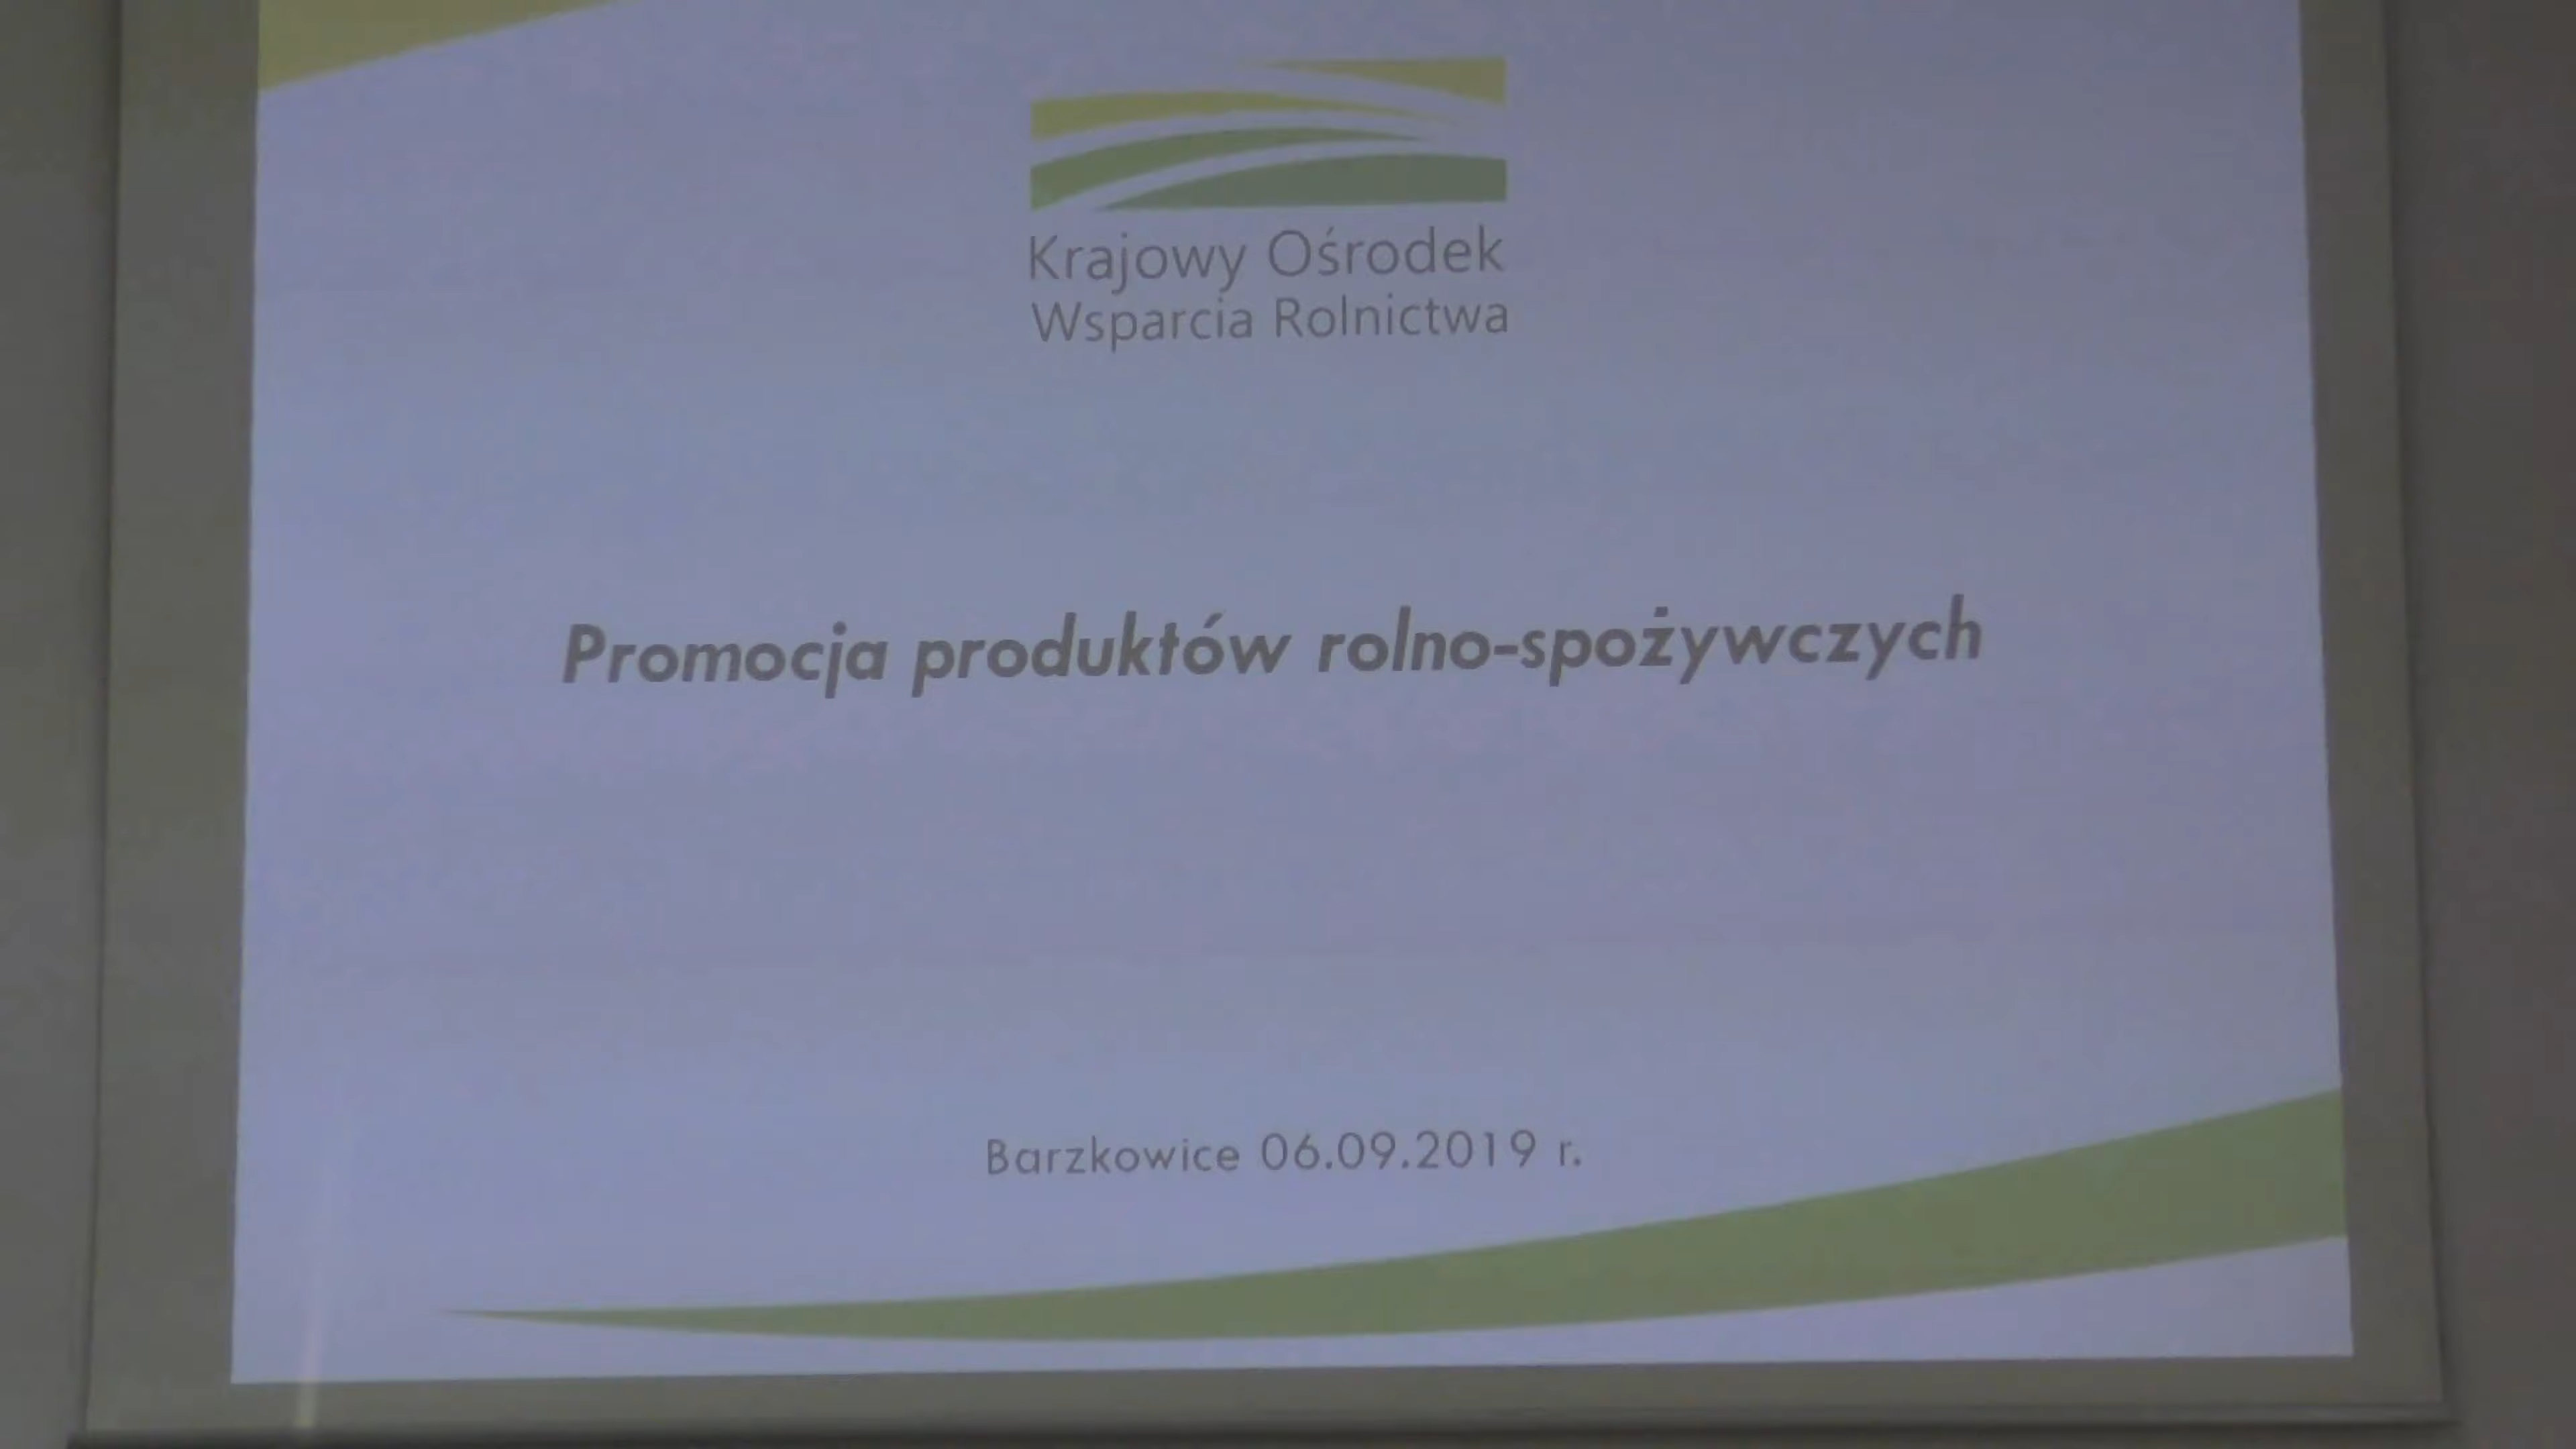 Krajowy Ośrodek
Wsparcia Rolnictwa
Promocja produktów rolno-spożywczych
Barzkowice 06.09.2019 r.